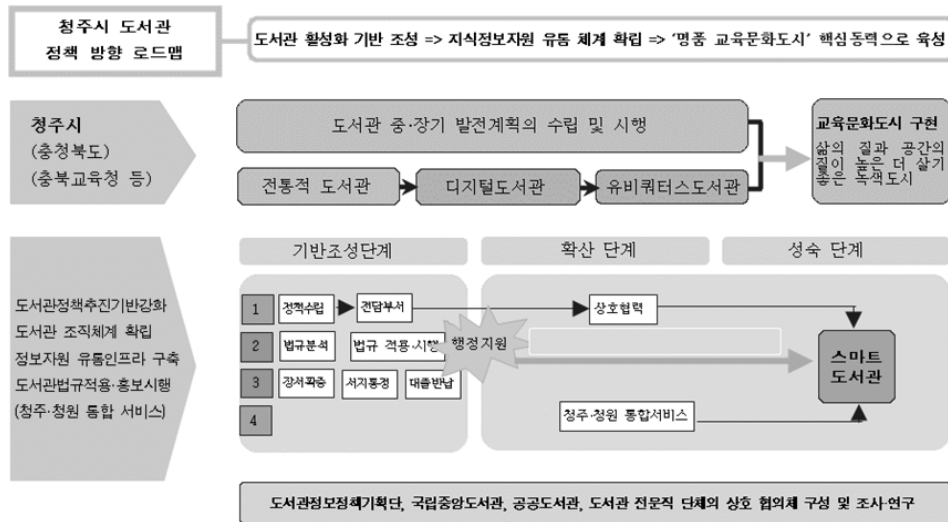 청주시 도서관
정책 방향 로드맵
도서관 활성화 기반 조성 => 지식정보자원 유통 체계 확립 => '명품 교육문화도시' 핵심동력으로 육성
청주시
(충청북도)
(충북교육청 등)
도서관 중·장기 발전계획의 수립 및 시행
전통적 도서관
디지털도서관
유비쿼터스도서관
교육문화도시 구현
삶의 질과 공간의
질이 높은 더 살기
좋은 녹색도시
기반조성단계
확산 단계
성숙 단계
도서관정책추진기반강화
도서관 조직체계 확립
정보자원 유통인프라 구축
도서관법규적용·홍보시행
(청주·청원 통합 서비스)
1
정책수립
전담부서
상호협력
2
법규분석
법규 적용·시행
행정지원
스마트
도서관
3
장서확충
서지통정
대출반납
4
청주·청원 통합서비스
도서관정보정책기획단, 국립중앙도서관, 공공도서관, 도서관 전문직 단체의 상호 협의체 구성 및 조사·연구